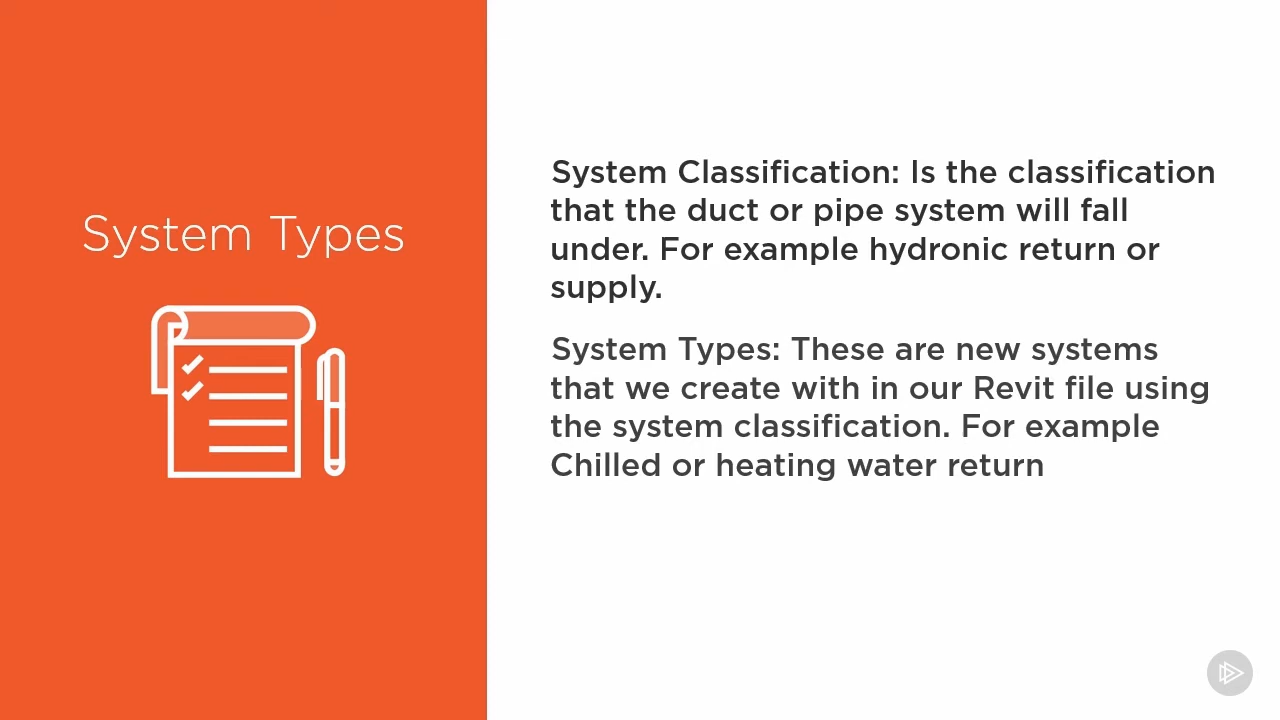 System Types
System Classification: Is the classification
that the duct or pipe system will fall
under. For example hydronic return or
supply.
System Types: These are new systems
that we create with in our Revit file using
the system classification. For example
Chilled or heating water return